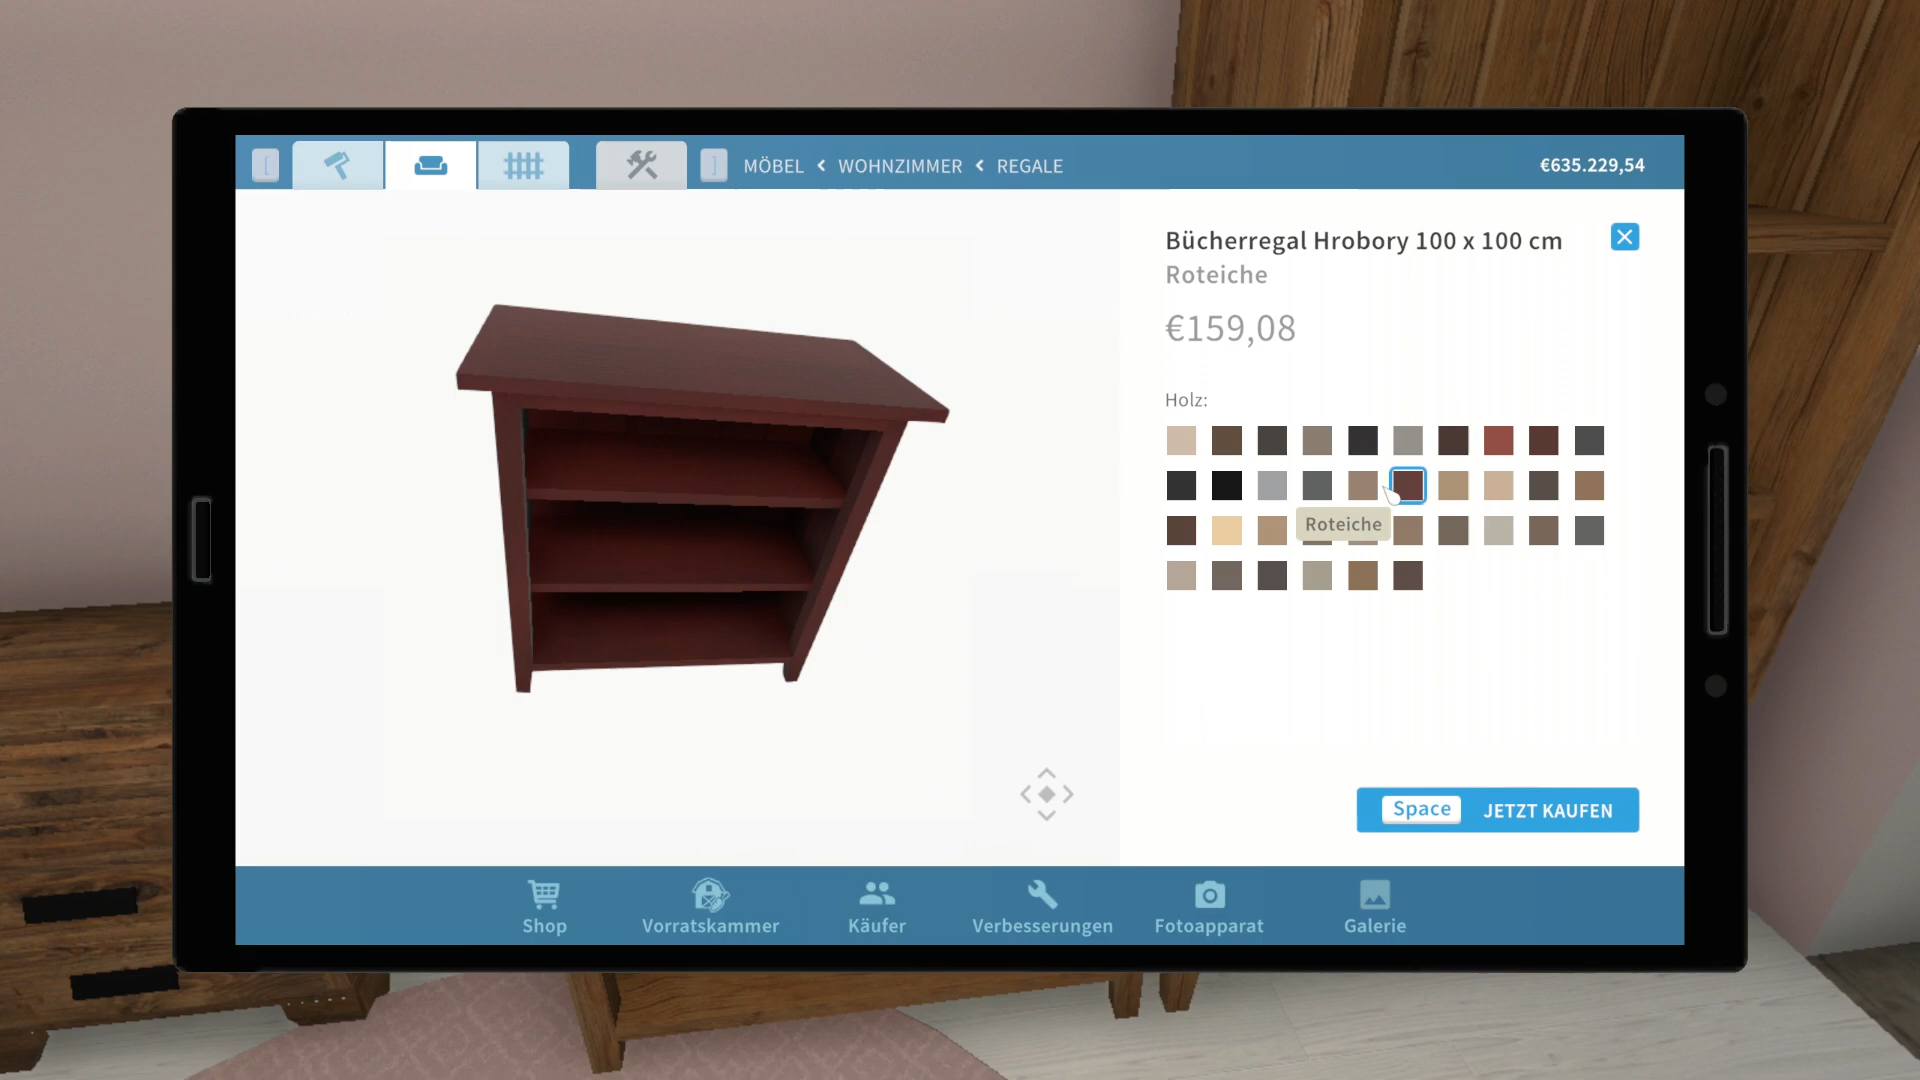 [
]
MÖBEL < WOHNZIMMER < REGALE
€635.229,54
Bücherregal Hrobory 100 x 100 cm
Roteiche
€159,08
Holz:
Roteiche
Space JETZT KAUFEN
Shop
Vorratskammer
Käufer
Verbesserungen
Fotoapparat
Galerie